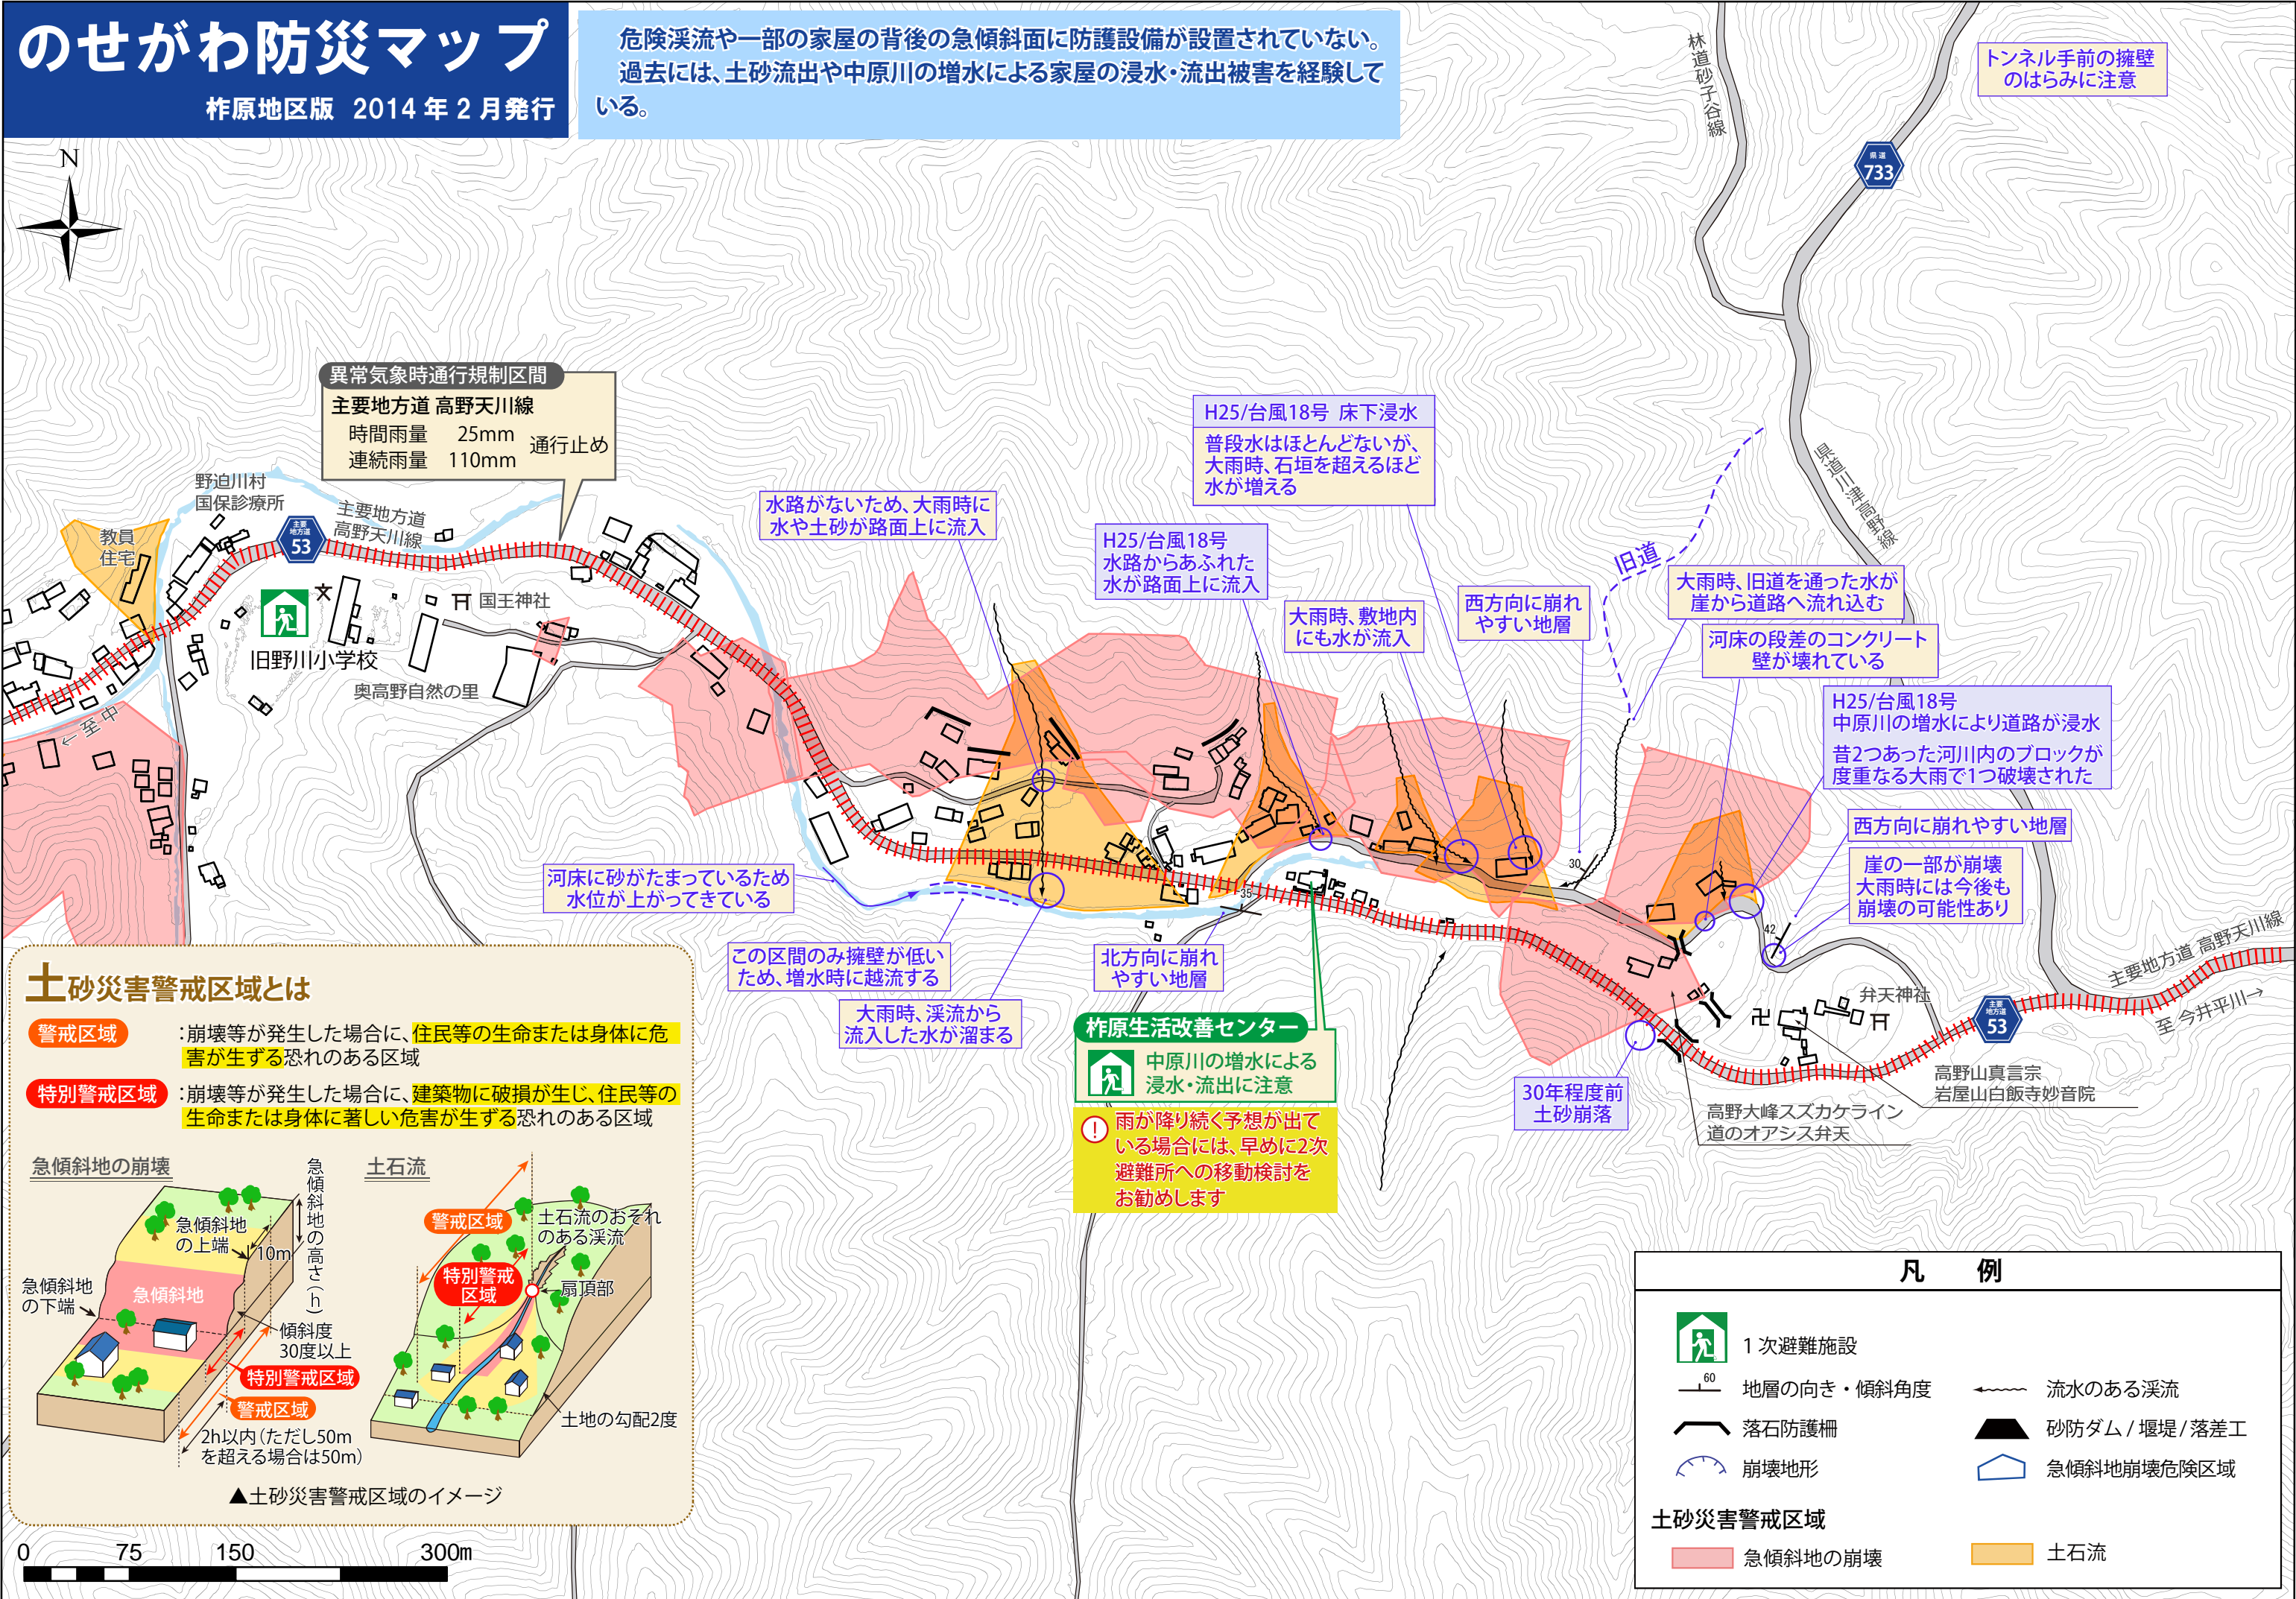 のせがわ防災マップ
柞原地区版 2014年2月発行
危険渓流や一部の家屋の背後の急傾斜面に防護設備が設置されていない。
過去には、土砂流出や中原川の増水による家屋の浸水・流出被害を経験して
いる。
N
林道砂子谷線
トンネル手前の擁壁
のはらみに注意
県道
733
県道川津高野線
異常気象時通行規制区間
主要地方道 高野天川線
時間雨量 25mm
連続雨量 110mm
通行止め
野迫川村
国保診療所
教員
住宅
主要
地方道
53
主要地方道
高野天川線
文
旧野川小学校
国王神社
奥高野自然の里
←至中
水路がないため、大雨時に
水や土砂が路面上に流入
H25/台風18号 床下浸水
普段水はほとんどないが、
大雨時、石垣を超えるほど
水が増える
H25/台風18号
水路からあふれた
水が路面上に流入
大雨時、敷地内
にも水が流入
西方向に崩れ
やすい地層
旧道
大雨時、旧道を通った水が
崖から道路へ流れ込む
河床の段差のコンクリート
壁が壊れている
H25/台風18号
中原川の増水により道路が浸水
昔2つあった河川内のブロックが
度重なる大雨で1つ破壊された
西方向に崩れやすい地層
崖の一部が崩壊
大雨時には今後も
崩壊の可能性あり
30
35
42
河床に砂がたまっているため
水位が上がってきている
この区間のみ擁壁が低い
ため、増水時に越流する
大雨時、渓流から
流入した水が溜まる
北方向に崩れ
やすい地層
柞原生活改善センター
中原川の増水による
浸水・流出に注意
!
雨が降り続く予想が出て
いる場合には、早めに2次
避難所への移動検討を
お勧めします
30年程度前
土砂崩落
弁天神社
主要
地方道
53
主要地方道 高野天川線
至 今井平川→
高野山真言宗
岩屋山白飯寺妙音院
高野大峰スズカケライン
道のオアシス弁天
土砂災害警戒区域とは
警戒区域
:崩壊等が発生した場合に、住民等の生命または身体に危
害が生ずる恐れのある区域
特別警戒区域
:崩壊等が発生した場合に、建築物に破損が生じ、住民等の
生命または身体に著しい危害が生ずる恐れのある区域
急傾斜地の崩壊
急傾斜地
の上端
10m
急傾斜地の高さ(h)
急傾斜地
の下端
急傾斜地
傾斜度
30度以上
特別警戒区域
警戒区域
2h以内(ただし50m
を超える場合は50m)
土石流
警戒区域
土石流のおそれ
のある渓流
特別警戒
区域
扇頂部
土地の勾配2度
▲土砂災害警戒区域のイメージ
0 75 150 300m
凡 例
1次避難施設
60
地層の向き・傾斜角度
流水のある渓流
落石防護柵
砂防ダム/堰堤/落差工
崩壊地形
急傾斜地崩壊危険区域
土砂災害警戒区域
急傾斜地の崩壊
土石流